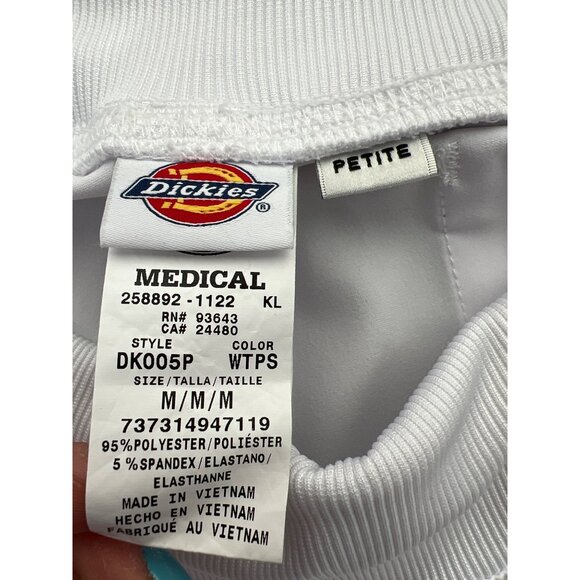 PETITE
Dickies
®
MEDICAL
258892 -1122 KL
RN# 93643
CA# 24480
STYLE COLOR
DK005P WTPS
SIZE/TALLA/TAILLE
M/M/M
737314947119
95%POLYESTER/POLIÉSTER
5%SPANDEX/ELASTANO/
ELASTHANNE
MADE IN VIETNAM
HECHO EN VIETNAM
FABRIQUÉ AU VIETNAM